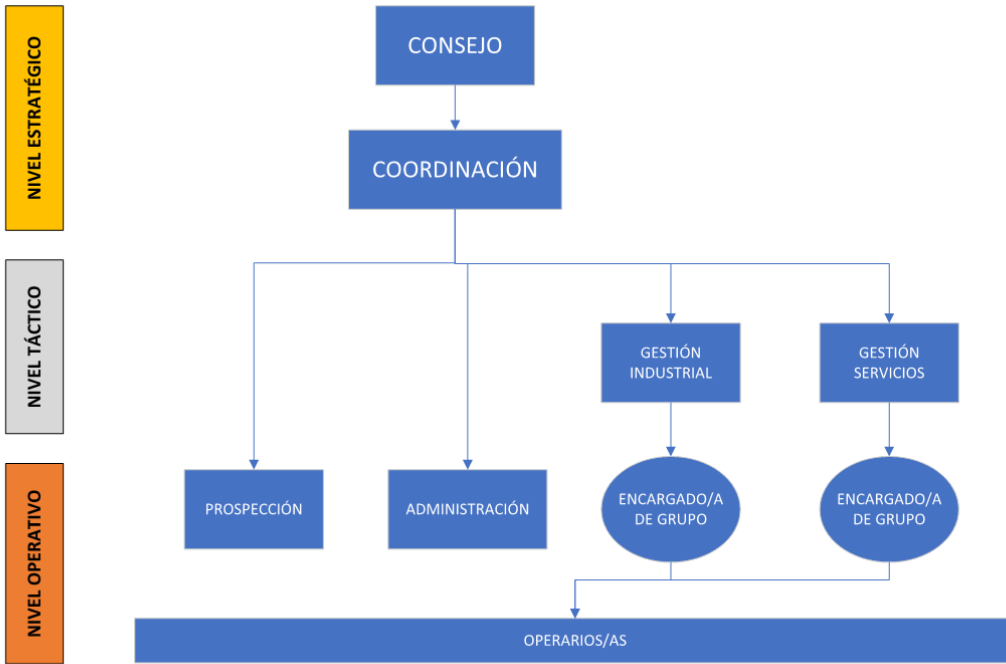 NIVEL ESTRATÉGICO
CONSEJO
COORDINACIÓN
NIVEL TÁCTICO
GESTIÓN
INDUSTRIAL
GESTIÓN
SERVICIOS
NIVEL OPERATIVO
PROSPECCIÓN
ADMINISTRACIÓN
ENCARGADO/A
DE GRUPO
ENCARGADO/A
DE GRUPO
OPERARIOS/AS